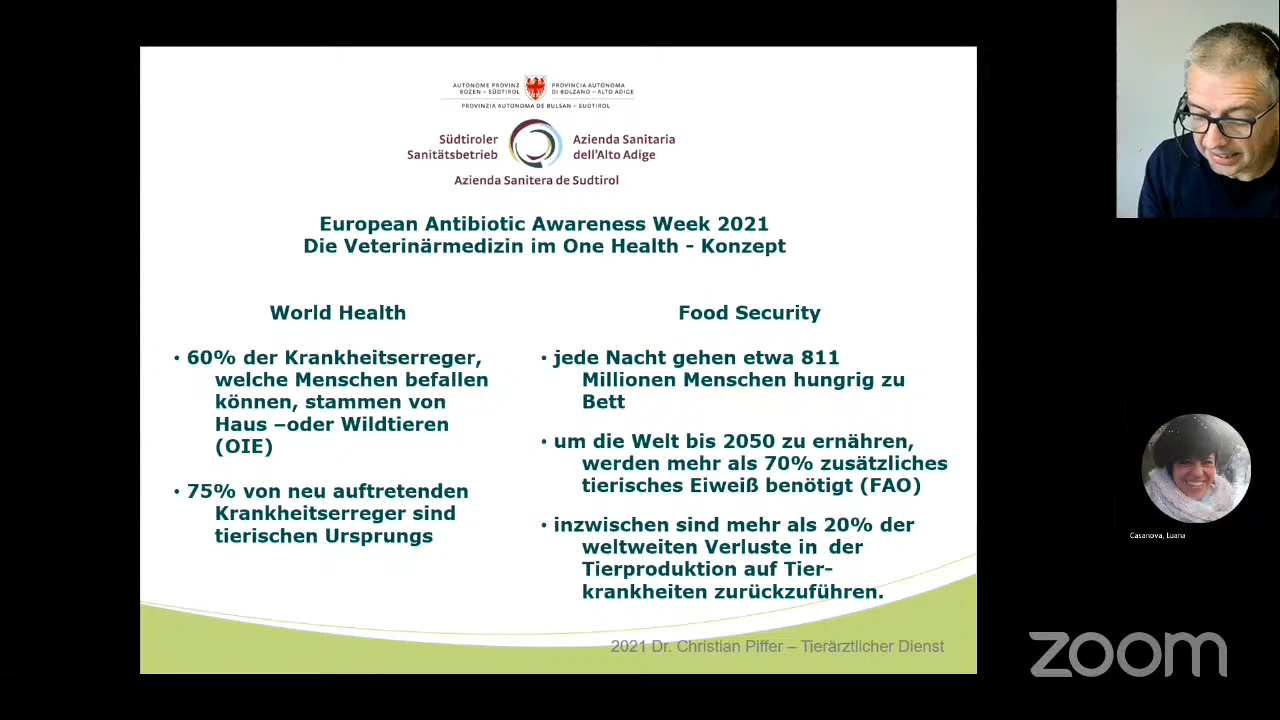 AUTONOME PROVINZ
BOZEN – SÜDTIROL
PROVINCIA AUTONOMA
DI BOLZANO – ALTO ADIGE
PROVINZIA AUTONOMA DE BULSAN – SUDTIROL
Südtiroler
Sanitätsbetrieb
Azienda Sanitaria
dell'Alto Adige
Azienda Sanitera de Sudtirol
European Antibiotic Awareness Week 2021
Die Veterinärmedizin im One Health - Konzept
World Health
• 60% der Krankheitserreger,
welche Menschen befallen
können, stammen von
Haus –oder Wildtieren
(OIE)
• 75% von neu auftretenden
Krankheitserreger sind
tierischen Ursprungs
Food Security
• jede Nacht gehen etwa 811
Millionen Menschen hungrig zu
Bett
• um die Welt bis 2050 zu ernähren,
werden mehr als 70% zusätzliches
tierisches Eiweiß benötigt (FAO)
• inzwischen sind mehr als 20% der
weltweiten Verluste in der
Tierproduktion auf Tier-
krankheiten zurückzuführen.
2021 Dr. Christian Piffer – Tierärztlicher Dienst
Casanova, Luana
zoom